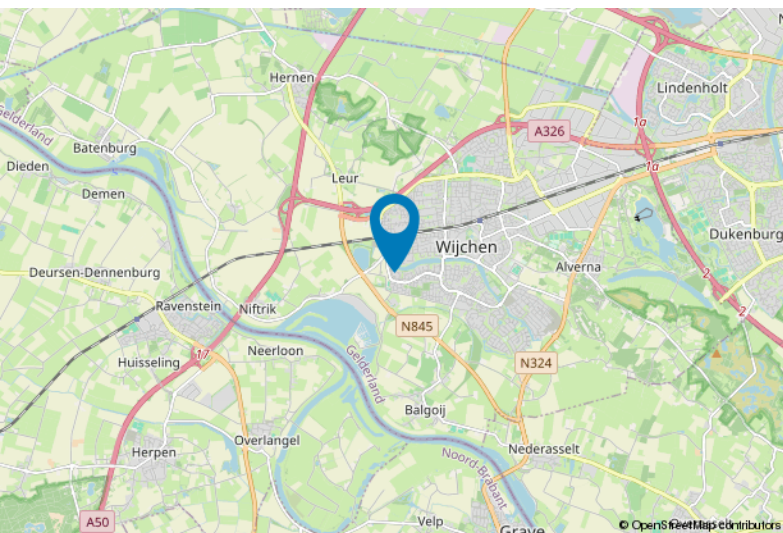 Hernen
Lindenholt
1a
A326
Gelderland
Batenburg
1a
Dieden
Leur
Demen
Dukenburg
Wijchen
Alverna
Deursen-Dennenburg
2
Ravenstein
Niftrik
2
N845
17
Neerloon
Huisseling
Gelderland
N324
Balgoij
Overlangel
Herpen
Nederasselt
Noord-Brabant
A50
Velp
Grave
© OpenStreetMap contributors